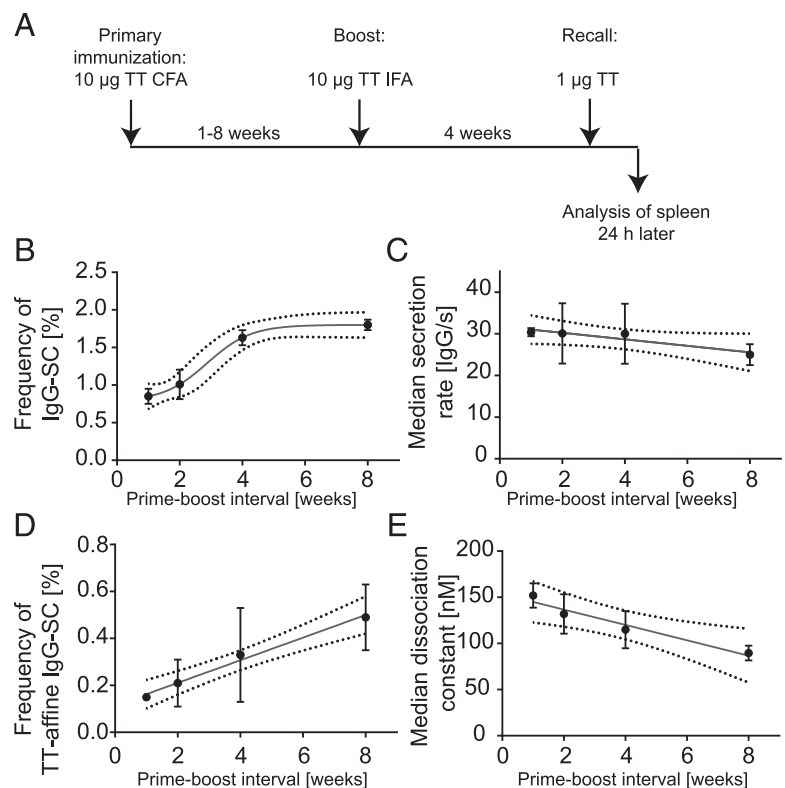 A
Primary
immunization:
10 µg TT CFA
Boost:
10 µg TT IFA
Recall:
1 µg TT
1-8 weeks
4 weeks
Analysis of spleen
24 h later
B
Frequency of
IgG-SC [%]
2.5
2.0
1.5
1.0
0.5
0.0
0 2 4 6 8
Prime-boost interval [weeks]
C
Median secretion
rate [IgG/s]
40
30
20
10
0
0 2 4 6 8
Prime-boost interval [weeks]
D
Frequency of
TT-affine IgG-SC [%]
0.8
0.6
0.4
0.2
0.0
0 2 4 6 8
Prime-boost interval [weeks]
E
Median dissociation
constant [nM]
200
150
100
50
0
0 2 4 6 8
Prime-boost interval [weeks]